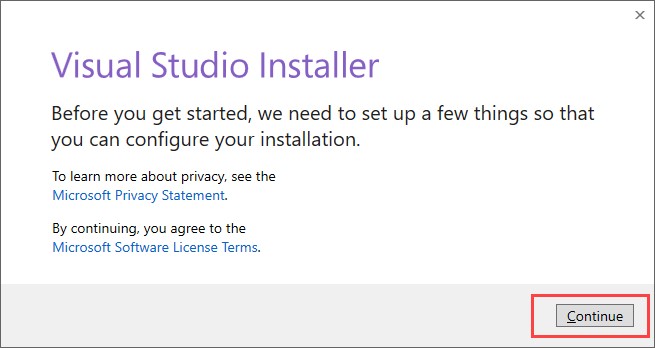 Visual Studio Installer
Before you get started, we need to set up a few things so that
you can configure your installation.
To learn more about privacy, see the
Microsoft Privacy Statement.
By continuing, you agree to the
Microsoft Software License Terms.
Continue